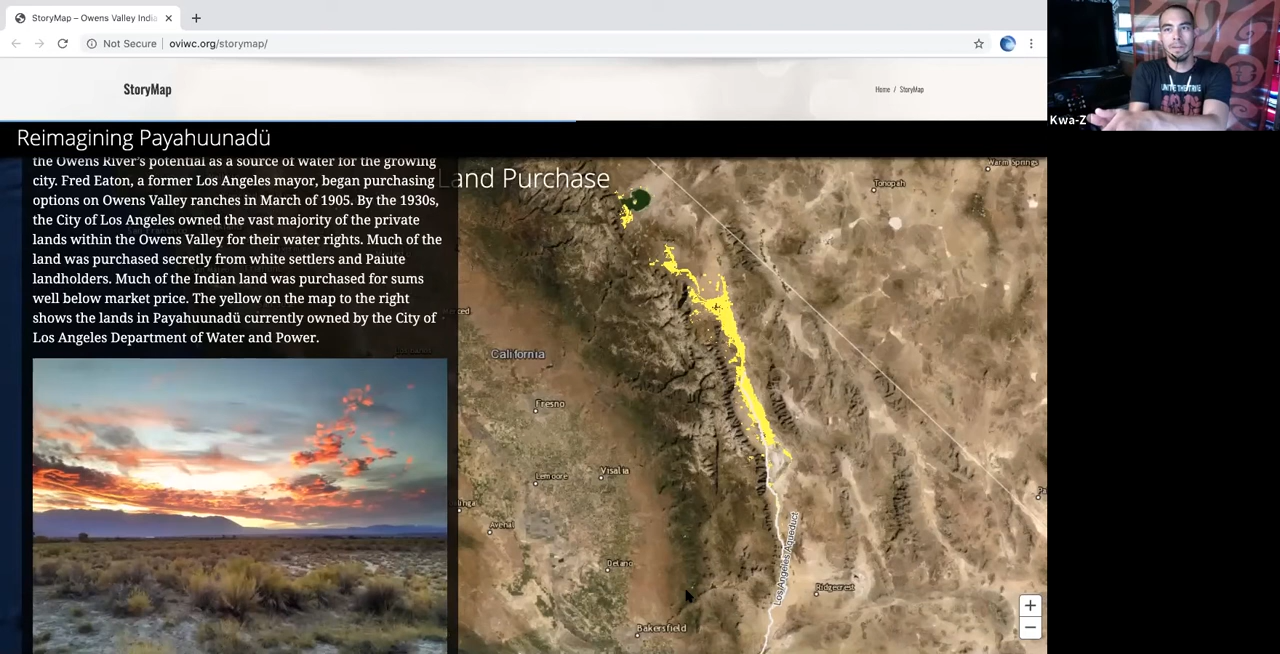 StoryMap – Owens Valley India
Not Secure
oviwc.org/storymap/
StoryMap
Home / StoryMap
Reimagining Payahuunadü
the Owens River's potential as a source of water for the growing
city. Fred Eaton, a former Los Angeles mayor, began purchasing
options on Owens Valley ranches in March of 1905. By the 1930s,
the City of Los Angeles owned the vast majority of the private
lands within the Owens Valley for their water rights. Much of the
land was purchased secretly from white settlers and Paiute
landholders. Much of the Indian land was purchased for sums
well below market price. The yellow on the map to the right
shows the lands in Payahuunadü currently owned by the City of
Los Angeles Department of Water and Power.
Land Purchase
Warm Springs
Tonopah
California
Fresno
Lemoore
Visalia
Avenal
Delano
Los Angeles Aqueduct
Ridgecrest
Bakersfield
Kwa-Z
UNITE THE TRIBES